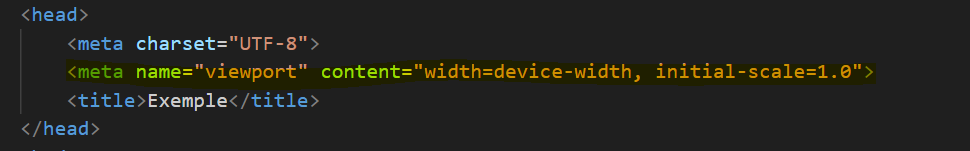 <head>
<meta charset="UTF-8">
<meta name="viewport" content="width=device-width, initial-scale=1.0">
<title>Exemple</title>
</head>